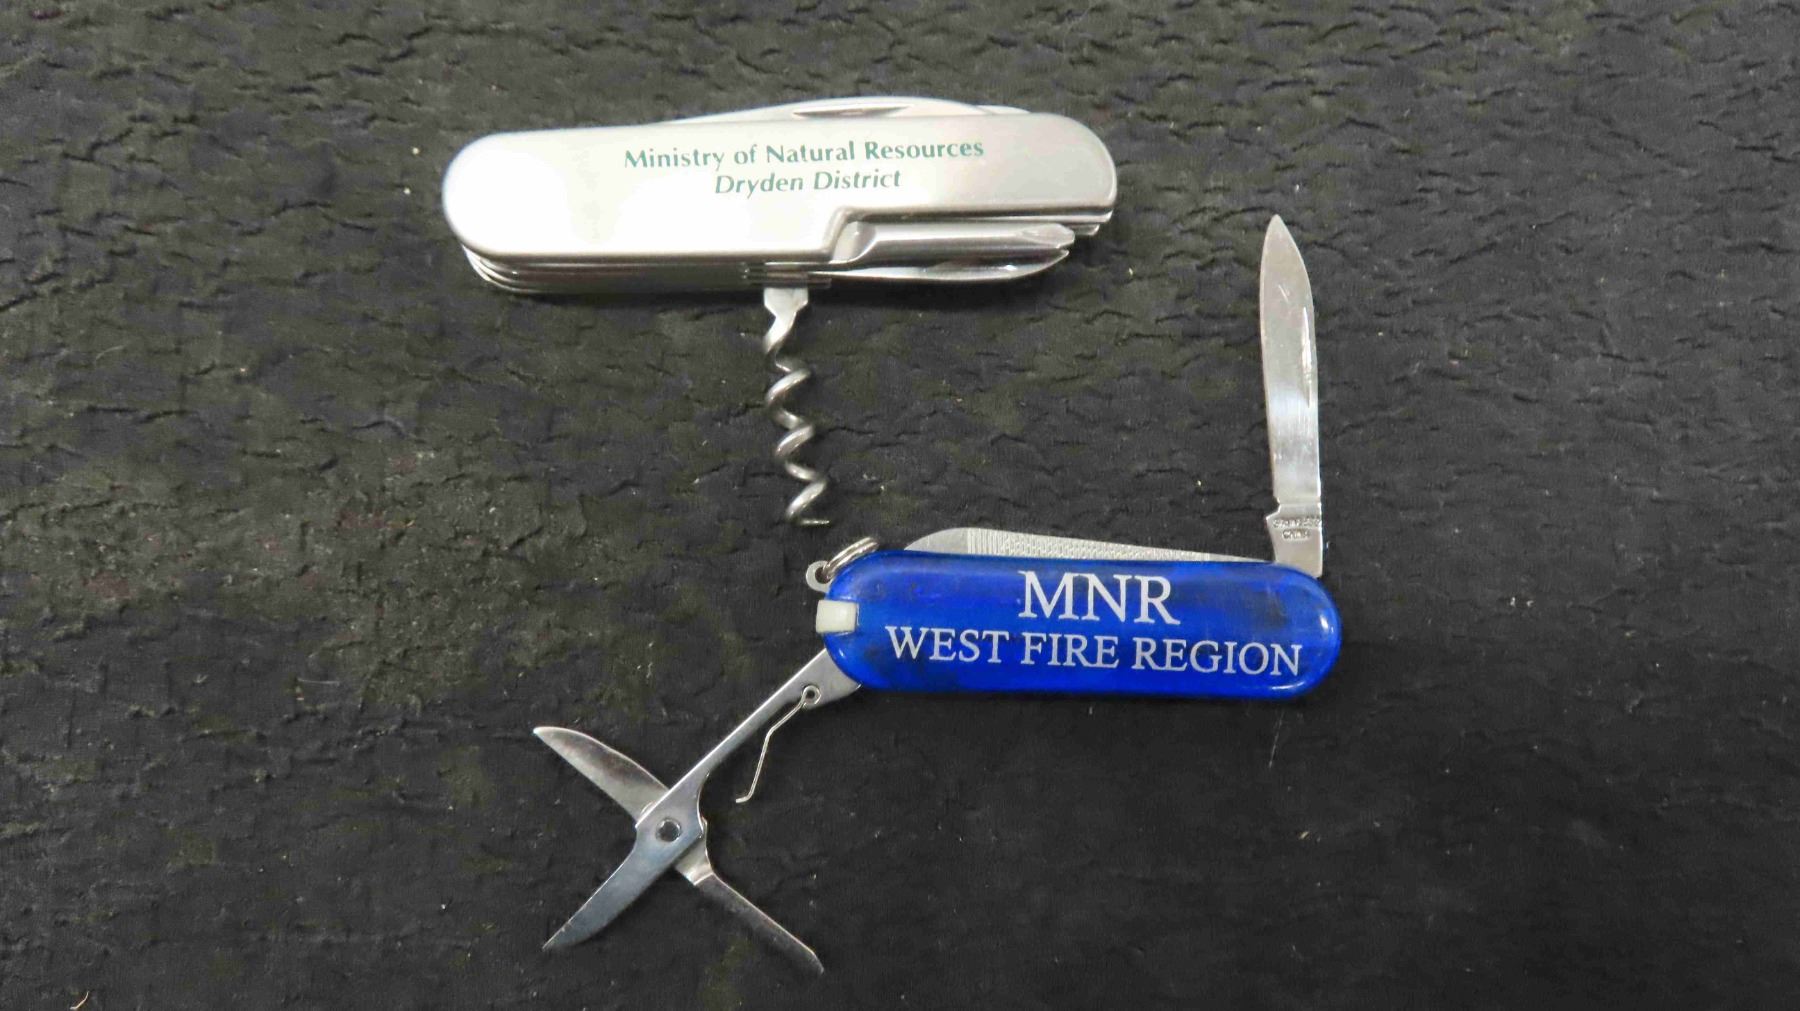 Ministry of Natural Resources
Dryden District
MNR
WEST FIRE REGION